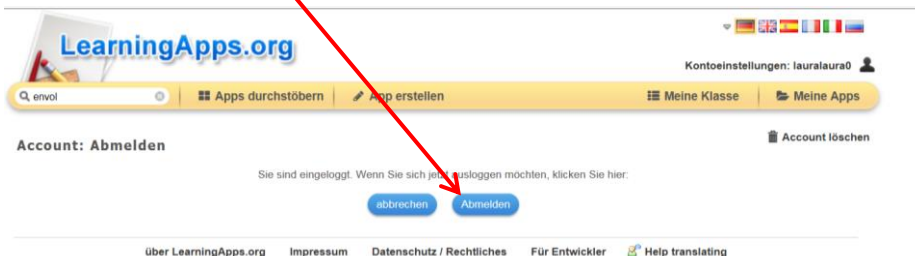 LearningApps.org
Kontoeinstellungen: lauralaura0
envol
Apps durchstöbern
App erstellen
Meine Klasse
Meine Apps
Account: Abmelden
Account löschen
Sie sind eingeloggt. Wenn Sie sich jetzt ausloggen möchten, klicken Sie hier:
abbrechen
Abmelden
über LearningApps.org Impressum Datenschutz / Rechtliches Für Entwickler Help translating